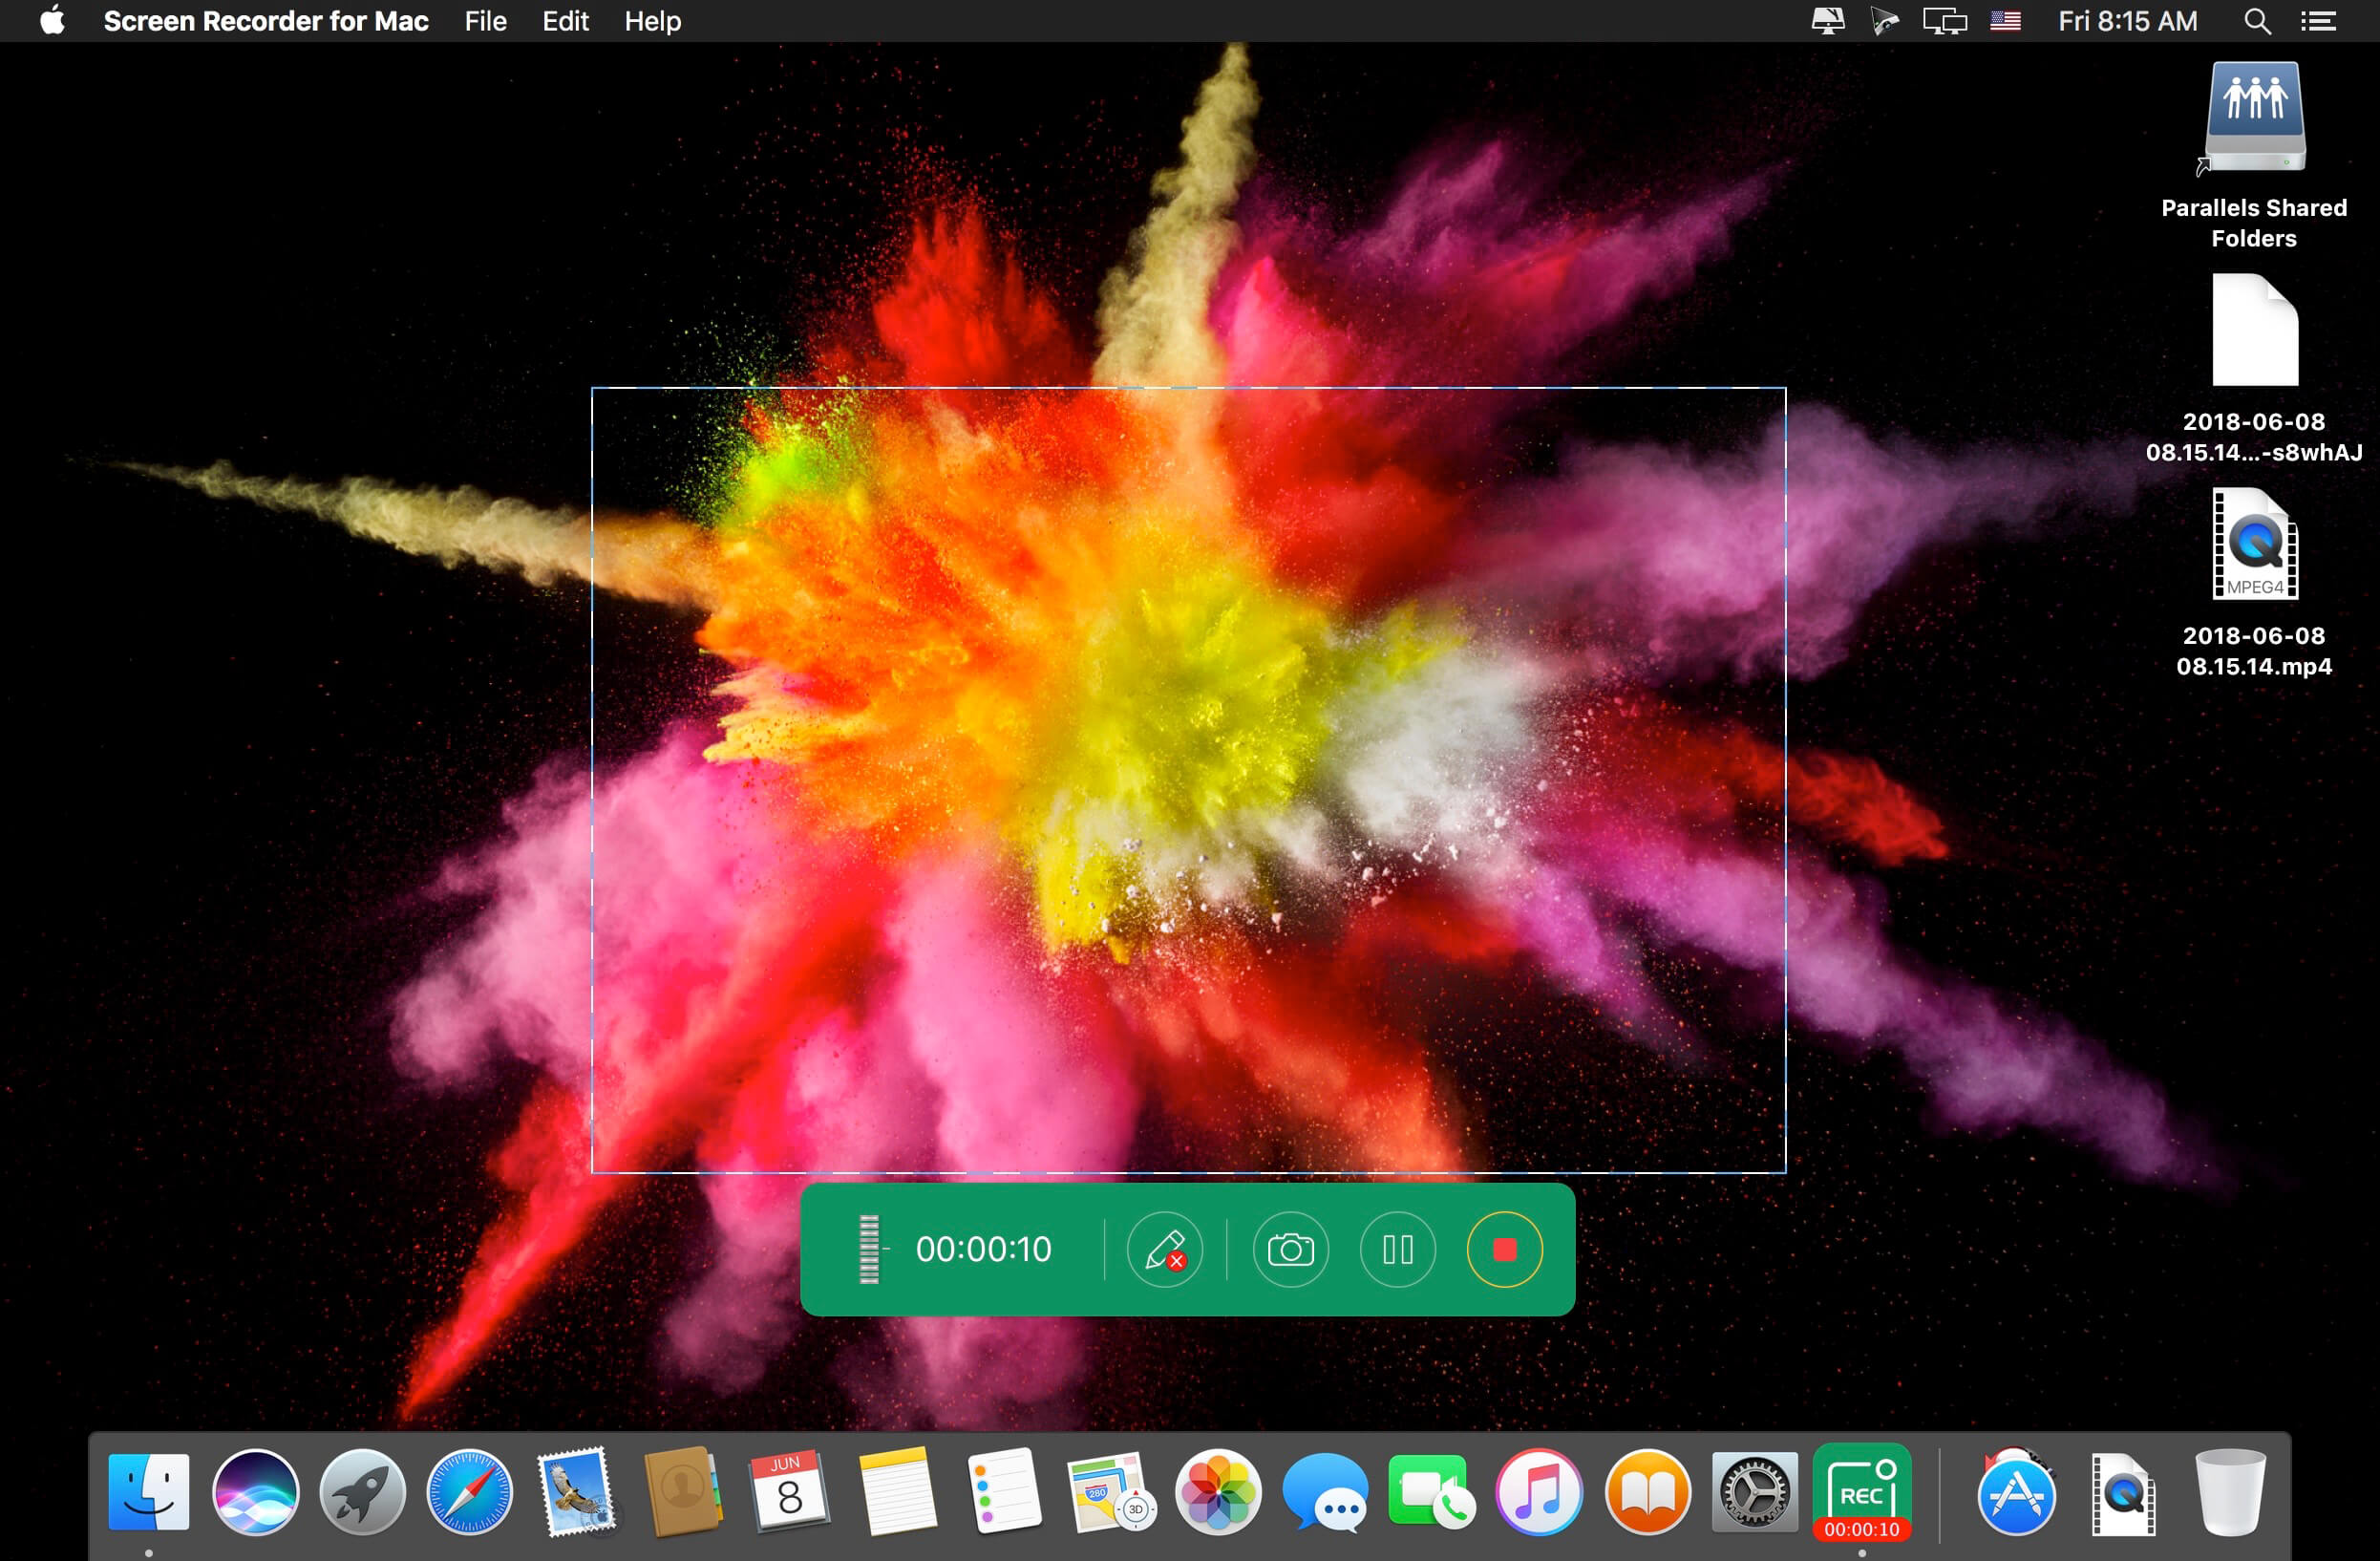 Screen Recorder for Mac File Edit Help Fri 8:15 AM
Parallels Shared
Folders
2018-06-08
08.15.14...-s8whAJ
MPEG4
2018-06-08
08.15.14.mp4
00:00:10
JUN
8
280
3D
REC
00:00:10